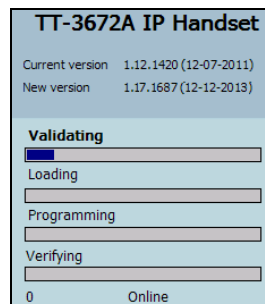 TT-3672A IP Handset
Current version 1.12.1420 (12-07-2011)
New version 1.17.1687 (12-12-2013)
Validating
Loading
Programming
Verifying
0 Online